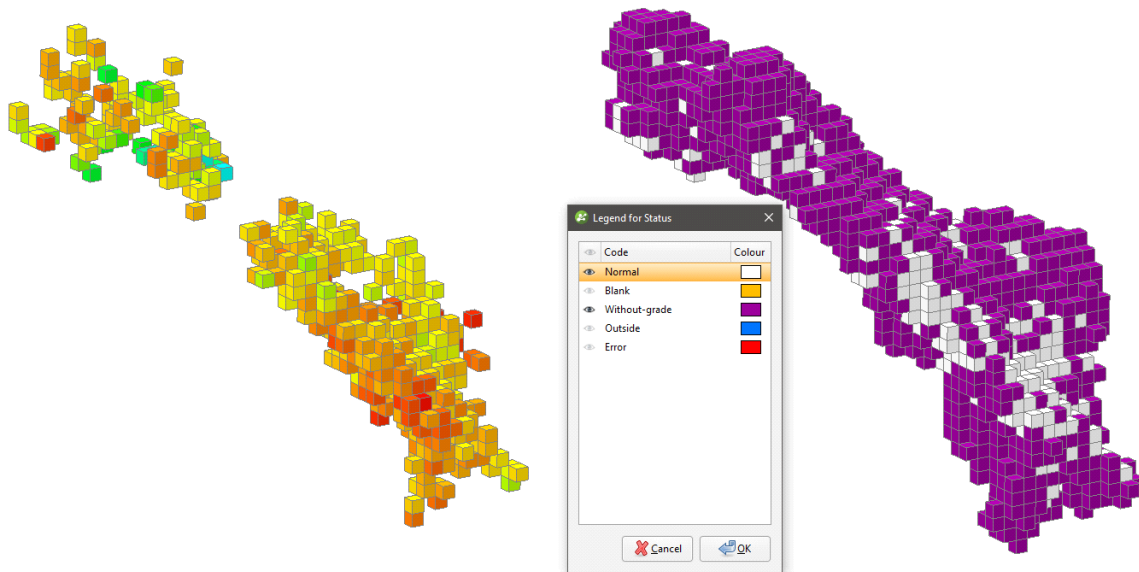 Legend for Status
Code Colour
Normal
Blank
Without-grade
Outside
Error
Cancel OK